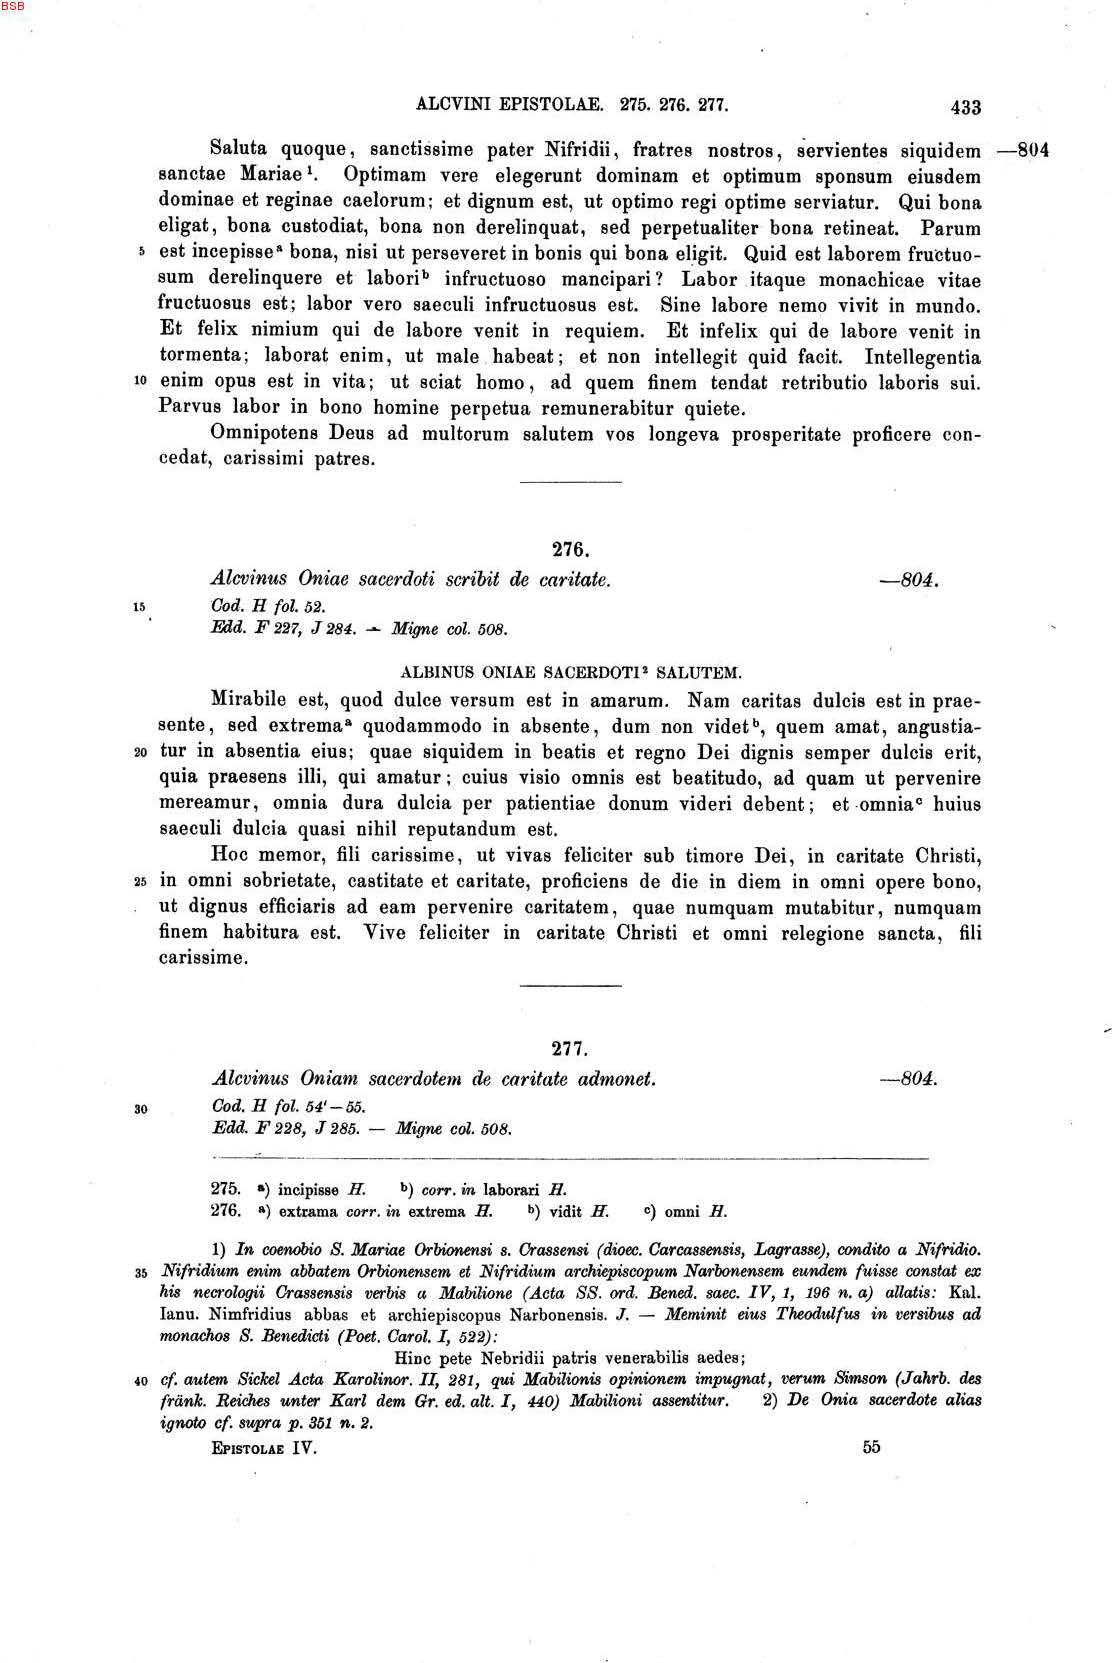 BSB
ALCVINI EPISTOLAE. 275. 276. 277. 433
Saluta quoque, sanctissime pater Nifridii, fratres nostros, servientes siquidem —804
sanctae Mariae¹. Optimam vere elegerunt dominam et optimum sponsum eiusdem
dominae et reginae caelorum; et dignum est, ut optimo regi optime serviatur. Qui bona
eligat, bona custodiat, bona non derelinquat, sed perpetualiter bona retineat. Parum
5 est incepisseᵃ bona, nisi ut perseveret in bonis qui bona eligit. Quid est laborem fructuo-
sum derelinquere et laboriᵇ infructuoso mancipari? Labor itaque monachicae vitae
fructuosus est; labor vero saeculi infructuosus est. Sine labore nemo vivit in mundo.
Et felix nimium qui de labore venit in requiem. Et infelix qui de labore venit in
tormenta; laborat enim, ut male habeat; et non intellegit quid facit. Intellegentia
10 enim opus est in vita; ut sciat homo, ad quem finem tendat retributio laboris sui.
Parvus labor in bono homine perpetua remunerabitur quiete.
Omnipotens Deus ad multorum salutem vos longeva prosperitate proficere con-
cedat, carissimi patres.
276.
Alcvinus Oniae sacerdoti scribit de caritate. —804.
15 Cod. H fol. 52.
Edd. F 227, J 284. — Migne col. 508.
ALBINUS ONIAE SACERDOTI² SALUTEM.
Mirabile est, quod dulce versum est in amarum. Nam caritas dulcis est in prae-
sente, sed extremaᵃ quodammodo in absente, dum non videtᵇ, quem amat, angustia-
20 tur in absentia eius; quae siquidem in beatis et regno Dei dignis semper dulcis erit,
quia praesens illi, qui amatur; cuius visio omnis est beatitudo, ad quam ut pervenire
mereamur, omnia dura dulcia per patientiae donum videri debent; et omniaᶜ huius
saeculi dulcia quasi nihil reputandum est.
Hoc memor, fili carissime, ut vivas feliciter sub timore Dei, in caritate Christi,
25 in omni sobrietate, castitate et caritate, proficiens de die in diem in omni opere bono,
ut dignus efficiaris ad eam pervenire caritatem, quae numquam mutabitur, numquam
finem habitura est. Vive feliciter in caritate Christi et omni relegione sancta, fili
carissime.
277.
Alcvinus Oniam sacerdotem de caritate admonet. —804.
30 Cod. H fol. 54'—55.
Edd. F 228, J 285. — Migne col. 508.
275. ᵃ) incipisse H. ᵇ) corr. in laborari H.
276. ᵃ) extrama corr. in extrema H. ᵇ) vidit H. ᶜ) omni H.
1) In coenobio S. Mariae Orbionensi s. Crassensi (dioec. Carcassensis, Lagrasse), condito a Nifridio.
35 Nifridium enim abbatem Orbionensem et Nifridium archiepiscopum Narbonensem eundem fuisse constat ex
his necrologii Crassensis verbis a Mabilione (Acta SS. ord. Bened. saec. IV, 1, 196 n. a) allatis: Kal.
Ianu. Nimfridius abbas et archiepiscopus Narbonensis. J. — Meminit eius Theodulfus in versibus ad
monachos S. Benedicti (Poet. Carol. I, 522):
Hinc pete Nebridii patris venerabilis aedes;
40 cf. autem Sickel Acta Karolinor. II, 281, qui Mabilionis opinionem impugnat, verum Simson (Jahrb. des
fränk. Reiches unter Karl dem Gr. ed. alt. I, 440) Mabilioni assentitur. 2) De Onia sacerdote alias
ignoto cf. supra p. 351 n. 2.
EPISTOLAE IV. 55